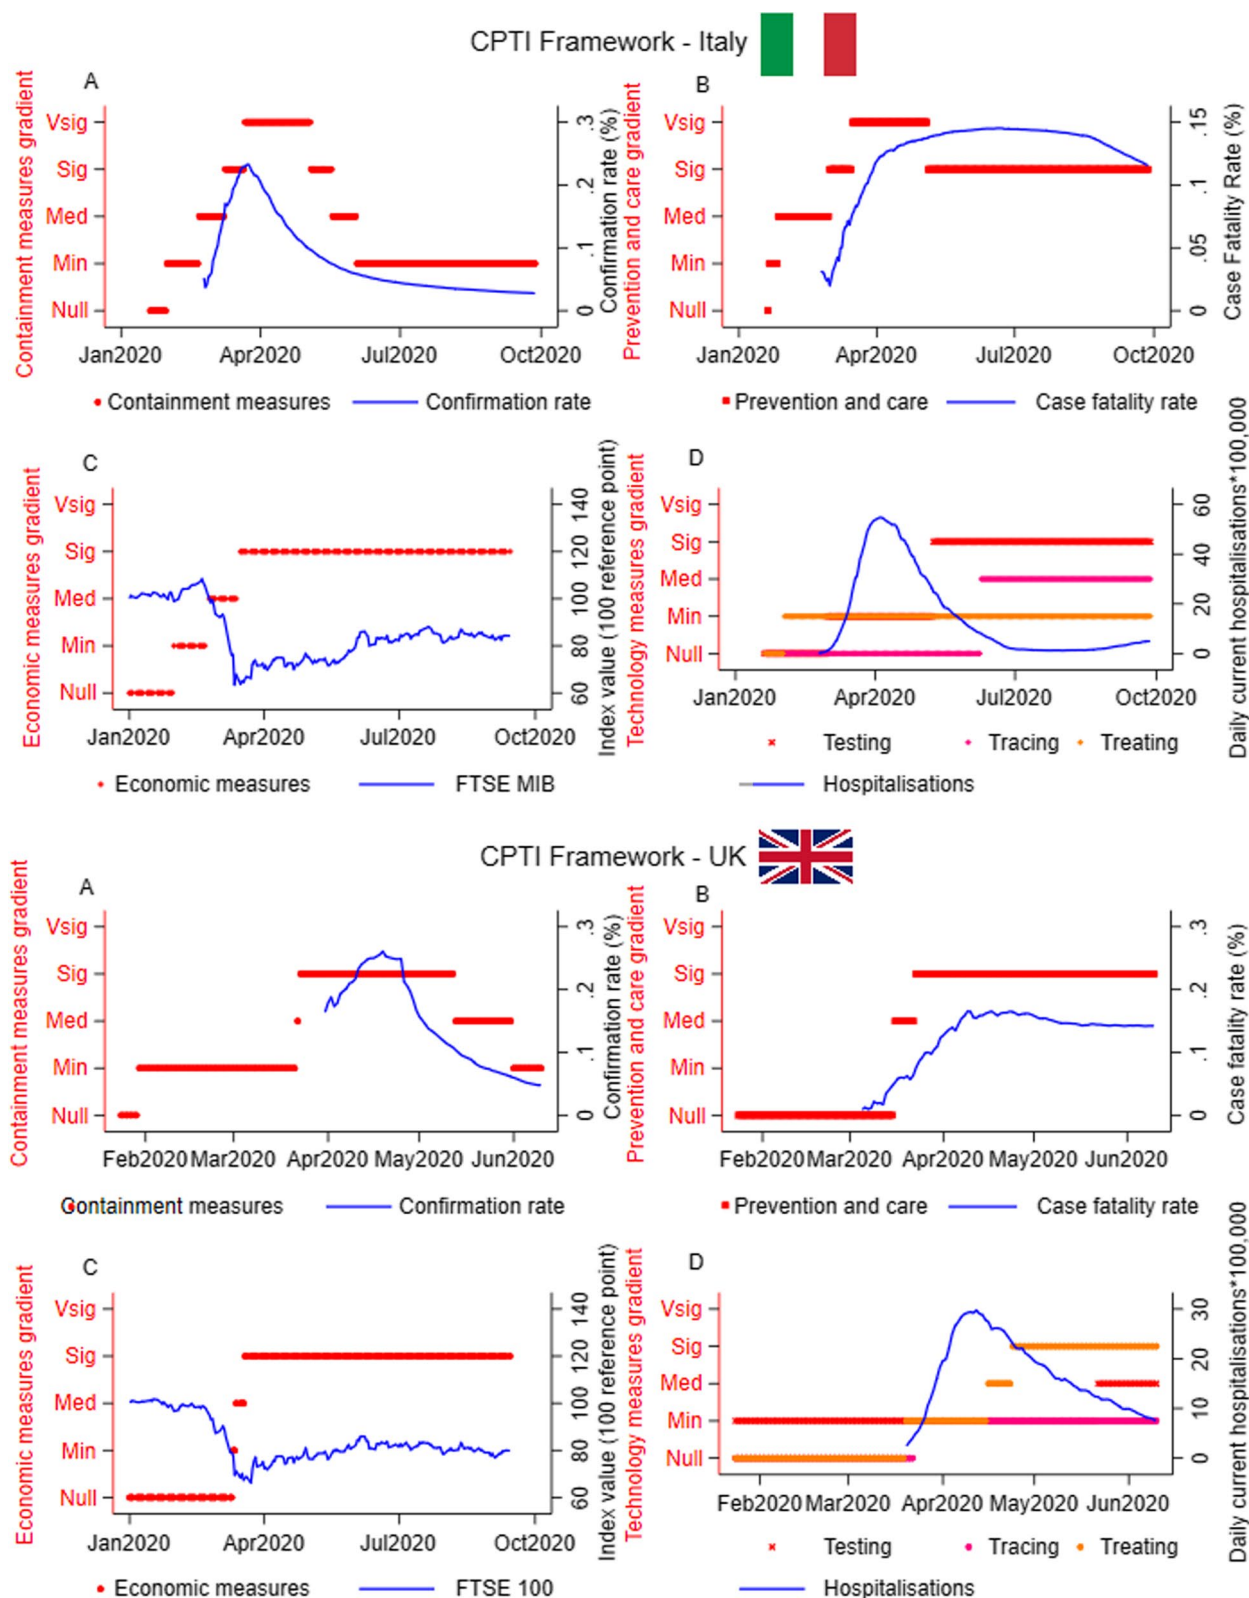 CPTI Framework - Italy
A
Containment measures gradient
Vsig
Sig
Med
Min
Null
.3
.2
.1
0
Confirmation rate (%)
Jan2020 Apr2020 Jul2020 Oct2020
Containment measures Confirmation rate
B
Prevention and care gradient
Vsig
Sig
Med
Min
Null
.15
.1
.05
0
Case Fatality Rate (%)
Jan2020 Apr2020 Jul2020 Oct2020
Prevention and care Case fatality rate
C
Economic measures gradient
Vsig
Sig
Med
Min
Null
140
120
100
80
60
Index value (100 reference point)
Jan2020 Apr2020 Jul2020 Oct2020
Economic measures FTSE MIB
D
Technology measures gradient
Vsig
Sig
Med
Min
Null
60
40
20
0
Daily current hospitalisations*100,000
Jan2020 Apr2020 Jul2020 Oct2020
Testing Tracing Treating
Hospitalisations
CPTI Framework - UK
A
Containment measures gradient
Vsig
Sig
Med
Min
Null
.3
.2
.1
0
Confirmation rate (%)
Feb2020 Mar2020 Apr2020 May2020 Jun2020
Containment measures Confirmation rate
B
Prevention and care gradient
Vsig
Sig
Med
Min
Null
.3
.2
.1
0
Case fatality rate (%)
Feb2020 Mar2020 Apr2020 May2020 Jun2020
Prevention and care Case fatality rate
C
Economic measures gradient
Vsig
Sig
Med
Min
Null
140
120
100
80
60
Index value (100 reference point)
Jan2020 Apr2020 Jul2020 Oct2020
Economic measures FTSE 100
D
Technology measures gradient
Vsig
Sig
Med
Min
Null
30
20
10
0
Daily current hospitalisations*100,000
Feb2020 Mar2020 Apr2020 May2020 Jun2020
Testing Tracing Treating
Hospitalisations